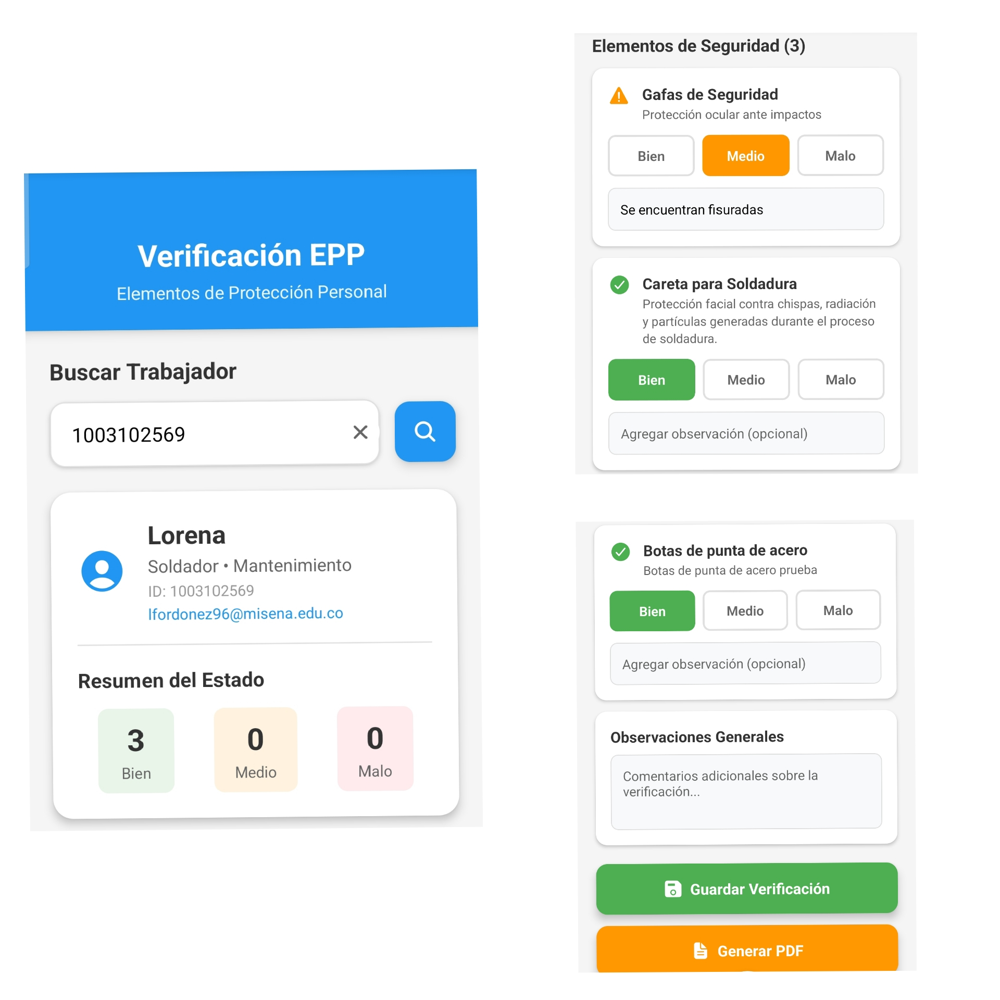 Verificación EPP
Elementos de Protección Personal
Buscar Trabajador
1003102569
Lorena
Soldador • Mantenimiento
ID: 1003102569
lfordonez96@misena.edu.co
Resumen del Estado
3
Bien
0
Medio
0
Malo
Elementos de Seguridad (3)
Gafas de Seguridad
Protección ocular ante impactos
Bien Medio Malo
Se encuentran fisuradas
Careta para Soldadura
Protección facial contra chispas, radiación
y partículas generadas durante el proceso
de soldadura.
Bien Medio Malo
Agregar observación (opcional)
Botas de punta de acero
Botas de punta de acero prueba
Bien Medio Malo
Agregar observación (opcional)
Observaciones Generales
Comentarios adicionales sobre la
verificación...
Guardar Verificación
Generar PDF